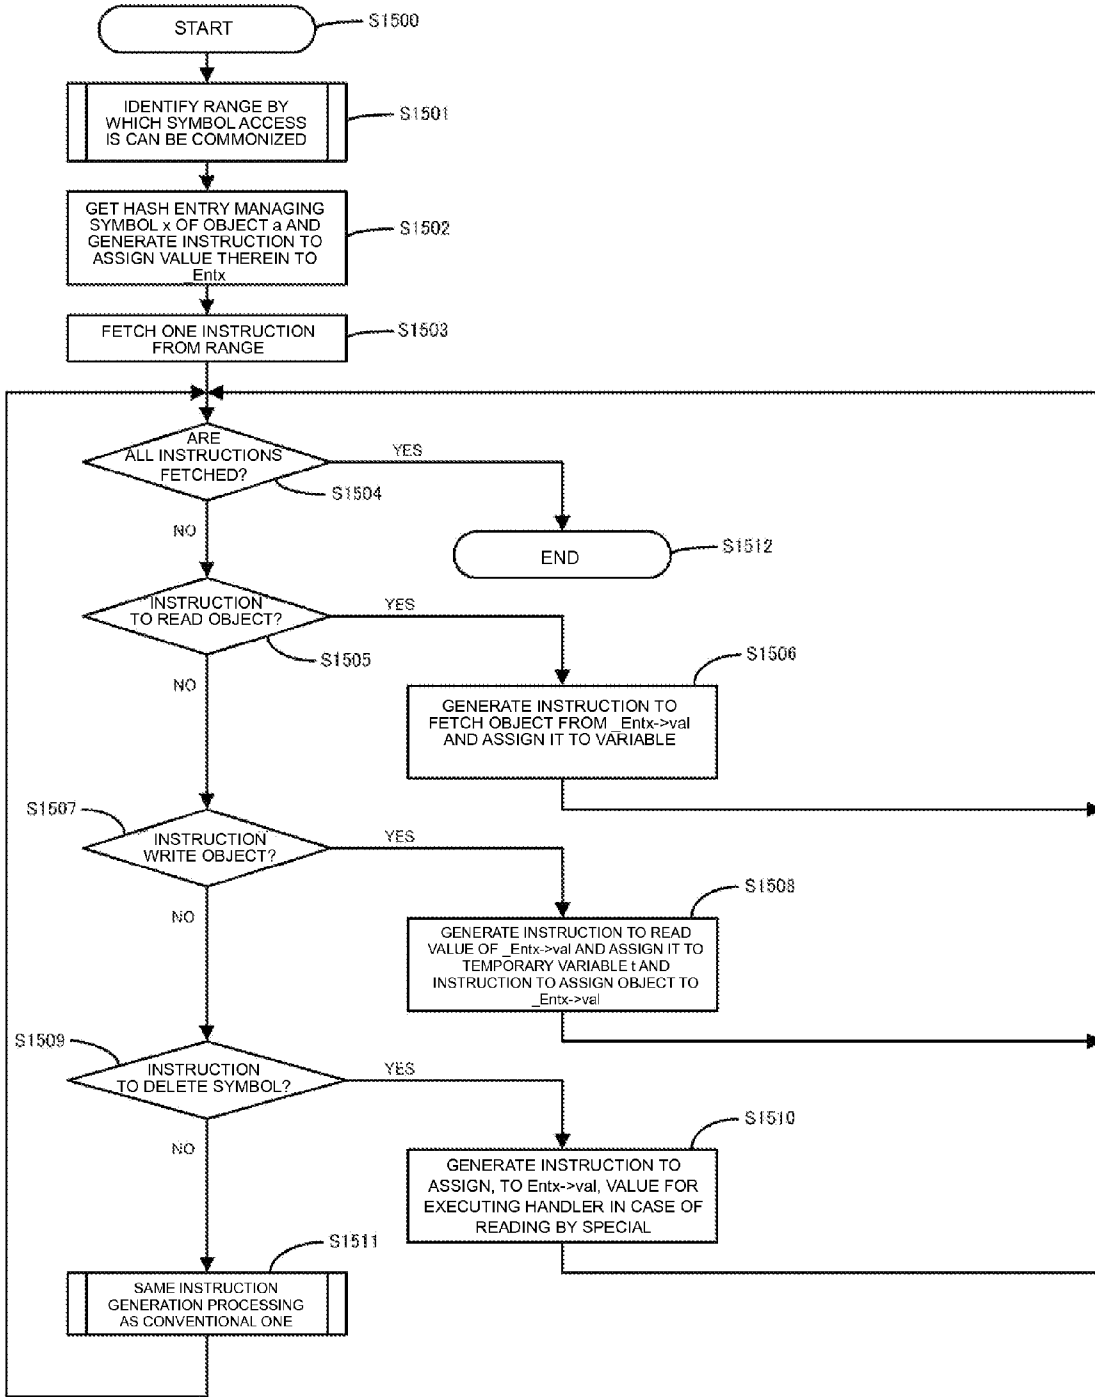 START
S1500
IDENTIFY RANGE BY
WHICH SYMBOL ACCESS
IS CAN BE COMMONIZED
S1501
GET HASH ENTRY MANAGING
SYMBOL x OF OBJECT a AND
GENERATE INSTRUCTION TO
ASSIGN VALUE THEREIN TO
_Entx
S1502
FETCH ONE INSTRUCTION
FROM RANGE
S1503
ARE
ALL INSTRUCTIONS
FETCHED?
YES
S1504
NO
END
S1512
INSTRUCTION
TO READ OBJECT?
YES
S1505
NO
S1506
GENERATE INSTRUCTION TO
FETCH OBJECT FROM _Entx->val
AND ASSIGN IT TO VARIABLE
S1507
INSTRUCTION
WRITE OBJECT?
YES
NO
S1508
GENERATE INSTRUCTION TO READ
VALUE OF _Entx->val AND ASSIGN IT TO
TEMPORARY VARIABLE t AND
INSTRUCTION TO ASSIGN OBJECT TO
_Entx->val
S1509
INSTRUCTION
TO DELETE SYMBOL?
YES
NO
S1510
GENERATE INSTRUCTION TO
ASSIGN, TO Entx->val, VALUE FOR
EXECUTING HANDLER IN CASE OF
READING BY SPECIAL
S1511
SAME INSTRUCTION
GENERATION PROCESSING
AS CONVENTIONAL ONE